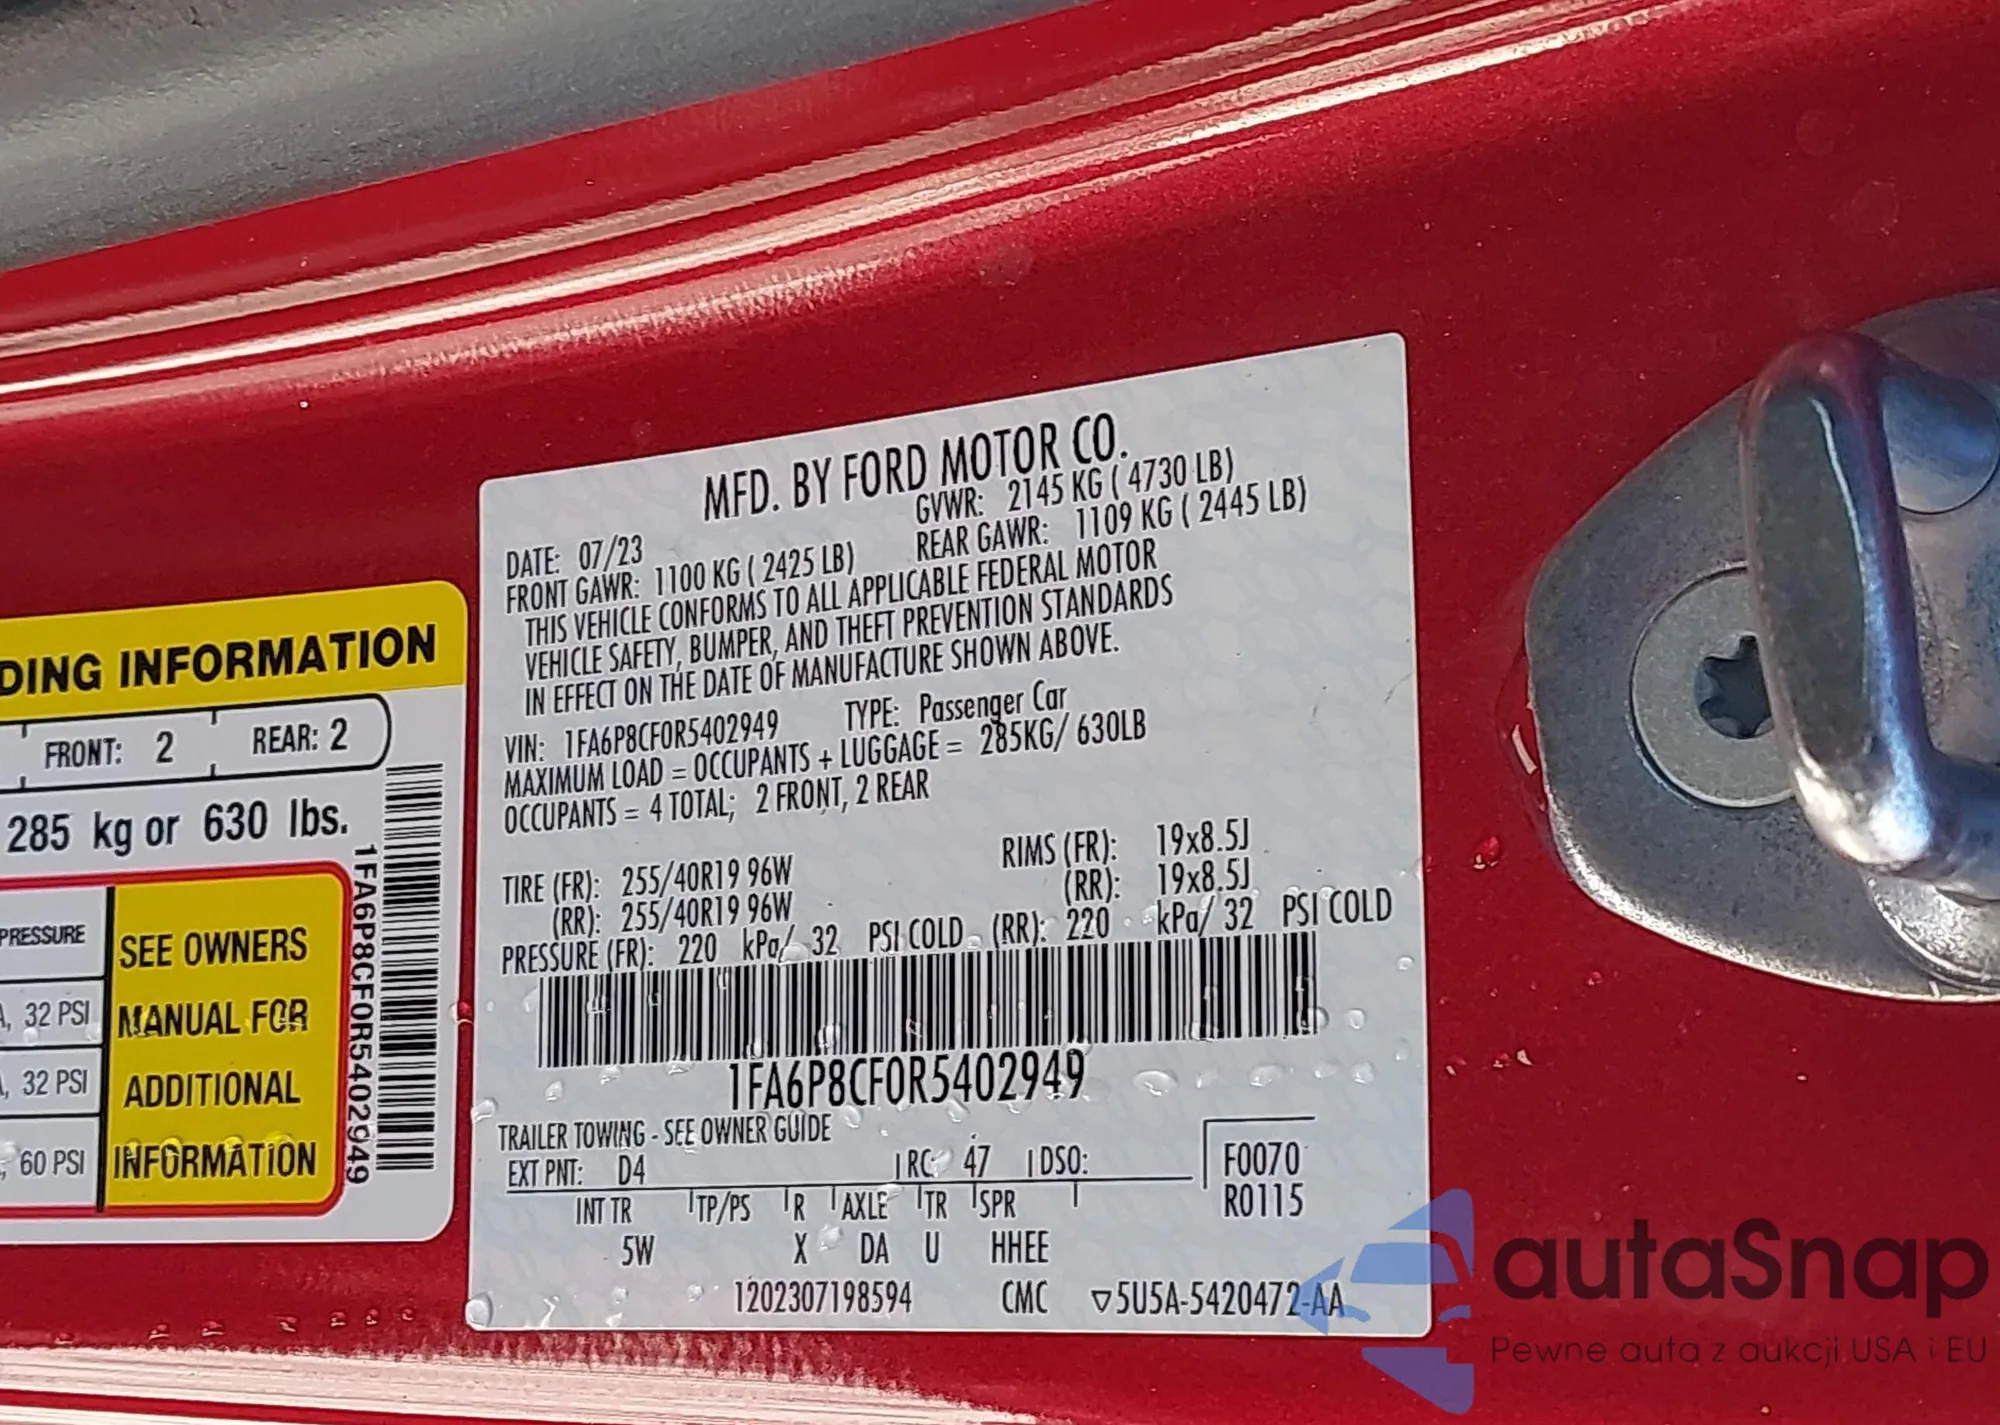 DING INFORMATION
FRONT: 2 REAR: 2
285 kg or 630 lbs.
PRESSURE
32 PSI
32 PSI
60 PSI
SEE OWNERS
MANUAL FOR
ADDITIONAL
INFORMATION
1FA6P8CF0R5402949
MFD. BY FORD MOTOR CO.
DATE: 07/23 GVWR: 2145 KG ( 4730 LB)
FRONT GAWR: 1100 KG ( 2425 LB) REAR GAWR: 1109 KG ( 2445 LB)
THIS VEHICLE CONFORMS TO ALL APPLICABLE FEDERAL MOTOR
VEHICLE SAFETY, BUMPER, AND THEFT PREVENTION STANDARDS
IN EFFECT ON THE DATE OF MANUFACTURE SHOWN ABOVE.
VIN: 1FA6P8CF0R5402949 TYPE: Passenger Car
MAXIMUM LOAD = OCCUPANTS + LUGGAGE = 285KG/ 630LB
OCCUPANTS = 4 TOTAL; 2 FRONT, 2 REAR
TIRE (FR): 255/40R19 96W RIMS (FR): 19x8.5J
(RR): 255/40R19 96W (RR): 19x8.5J
PRESSURE (FR): 220 kPa/ 32 PSI COLD (RR): 220 kPa/ 32 PSI COLD
1FA6P8CF0R5402949
TRAILER TOWING - SEE OWNER GUIDE
EXT PNT: D4 RC: 47 DSO: F0070
INT TR TP/PS R AXLE TR SPR R0115
5W X DA U HHEE
1202307198594 CMC ▽5U5A-5420472-AA
autaSnap
Pewne auta z aukcji USA i EU